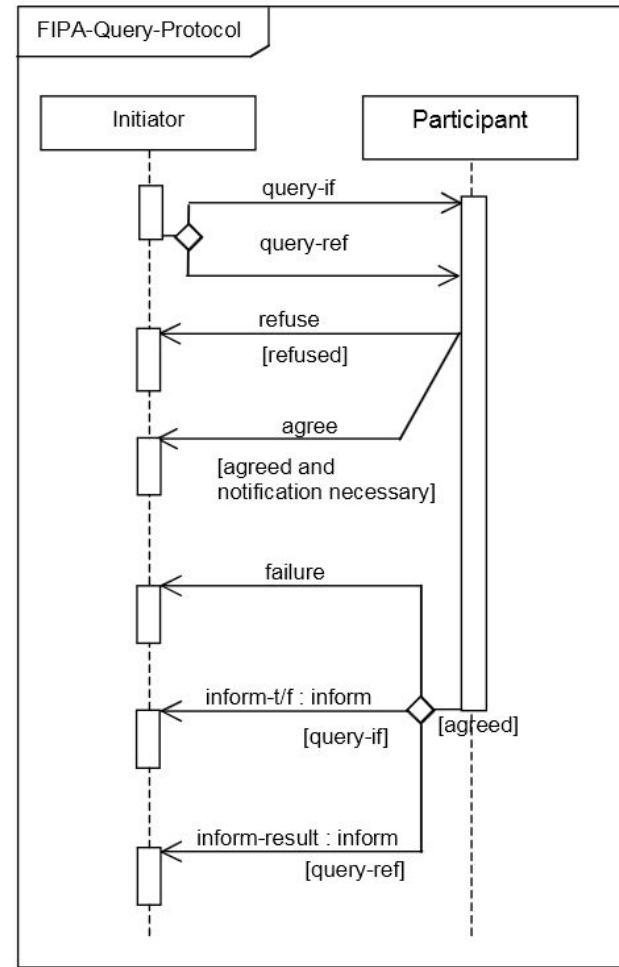 FIPA-Query-Protocol
Initiator
Participant
query-if
query-ref
refuse
[refused]
agree
[agreed and
notification necessary]
failure
inform-t/f : inform
[query-if]
[agreed]
inform-result : inform
[query-ref]